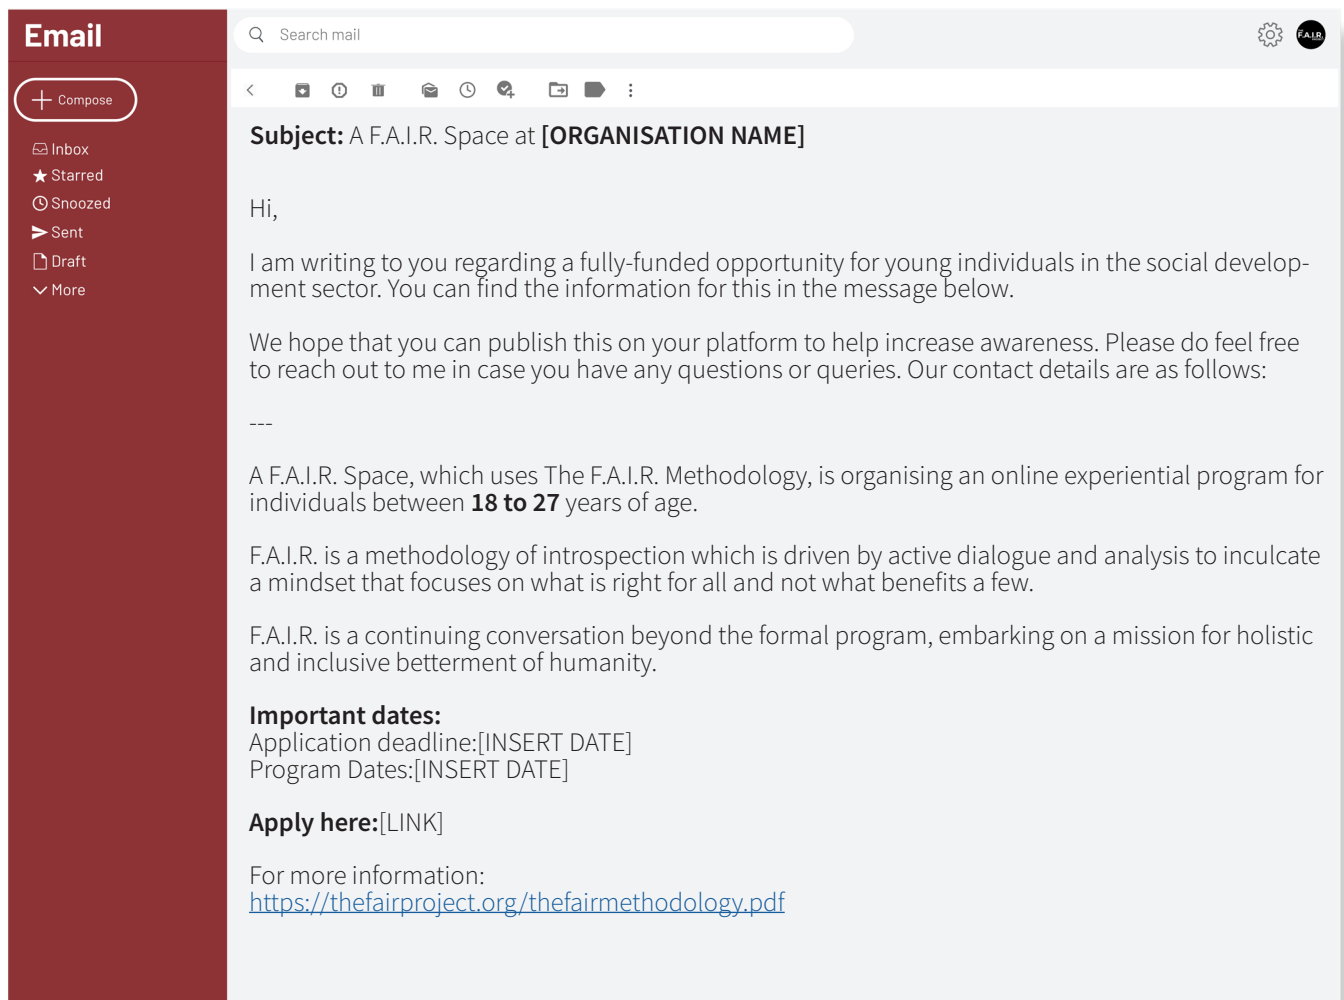 Email
Search mail
F.A.I.R.
Compose
Inbox
Starred
Snoozed
Sent
Draft
More
Subject: A F.A.I.R. Space at [ORGANISATION NAME]
Hi,
I am writing to you regarding a fully-funded opportunity for young individuals in the social develop-
ment sector. You can find the information for this in the message below.
We hope that you can publish this on your platform to help increase awareness. Please do feel free
to reach out to me in case you have any questions or queries. Our contact details are as follows:
---
A F.A.I.R. Space, which uses The F.A.I.R. Methodology, is organising an online experiential program for
individuals between 18 to 27 years of age.
F.A.I.R. is a methodology of introspection which is driven by active dialogue and analysis to inculcate
a mindset that focuses on what is right for all and not what benefits a few.
F.A.I.R. is a continuing conversation beyond the formal program, embarking on a mission for holistic
and inclusive betterment of humanity.
Important dates:
Application deadline:[INSERT DATE]
Program Dates:[INSERT DATE]
Apply here:[LINK]
For more information:
https://thefairproject.org/thefairmethodology.pdf